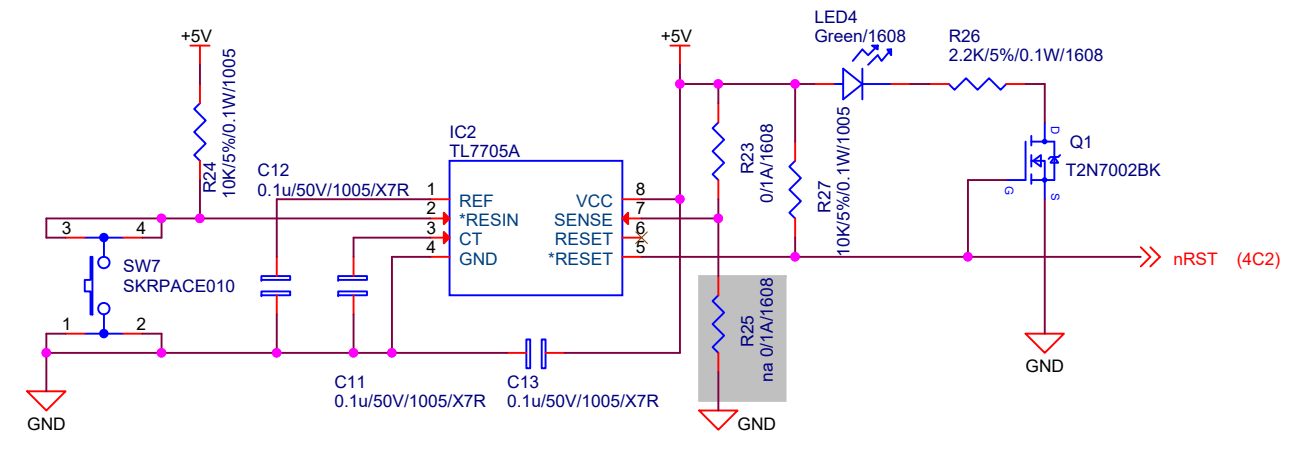 LED4
Green/1608
R26
2.2K/5%/0.1W/1608
+5V
+5V
R24
10K/5%/0.1W/1005
IC2
TL7705A
C12
0.1u/50V/1005/X7R
R23
0/1A/1608
R27
10K/5%/0.1W/1005
D
G
S
Q1
T2N7002BK
1
REF
VCC
8
2
*RESIN
SENSE
7
3
CT
RESET
6
4
GND
*RESET
5
3
4
SW7
SKRPACE010
1
2
nRST (4C2)
R25
na 0/1A/1608
C11
0.1u/50V/1005/X7R
C13
0.1u/50V/1005/X7R
GND
GND
GND